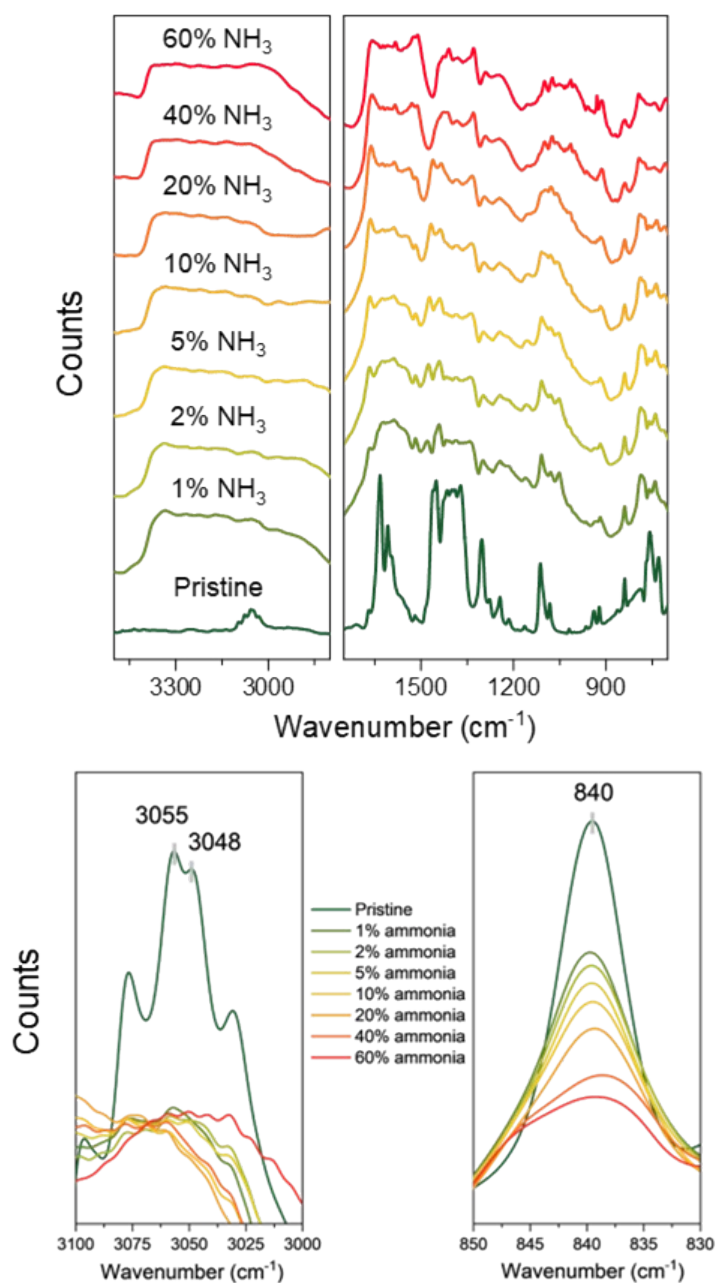 60% NH₃
40% NH₃
20% NH₃
10% NH₃
5% NH₃
2% NH₃
1% NH₃
Pristine
Counts
3300 3000 1500 1200 900
Wavenumber (cm⁻¹)
3055
3048
840
Pristine
1% ammonia
2% ammonia
5% ammonia
10% ammonia
20% ammonia
40% ammonia
60% ammonia
Counts
3100 3075 3050 3025 3000
850 845 840 835 830
Wavenumber (cm⁻¹)
Wavenumber (cm⁻¹)